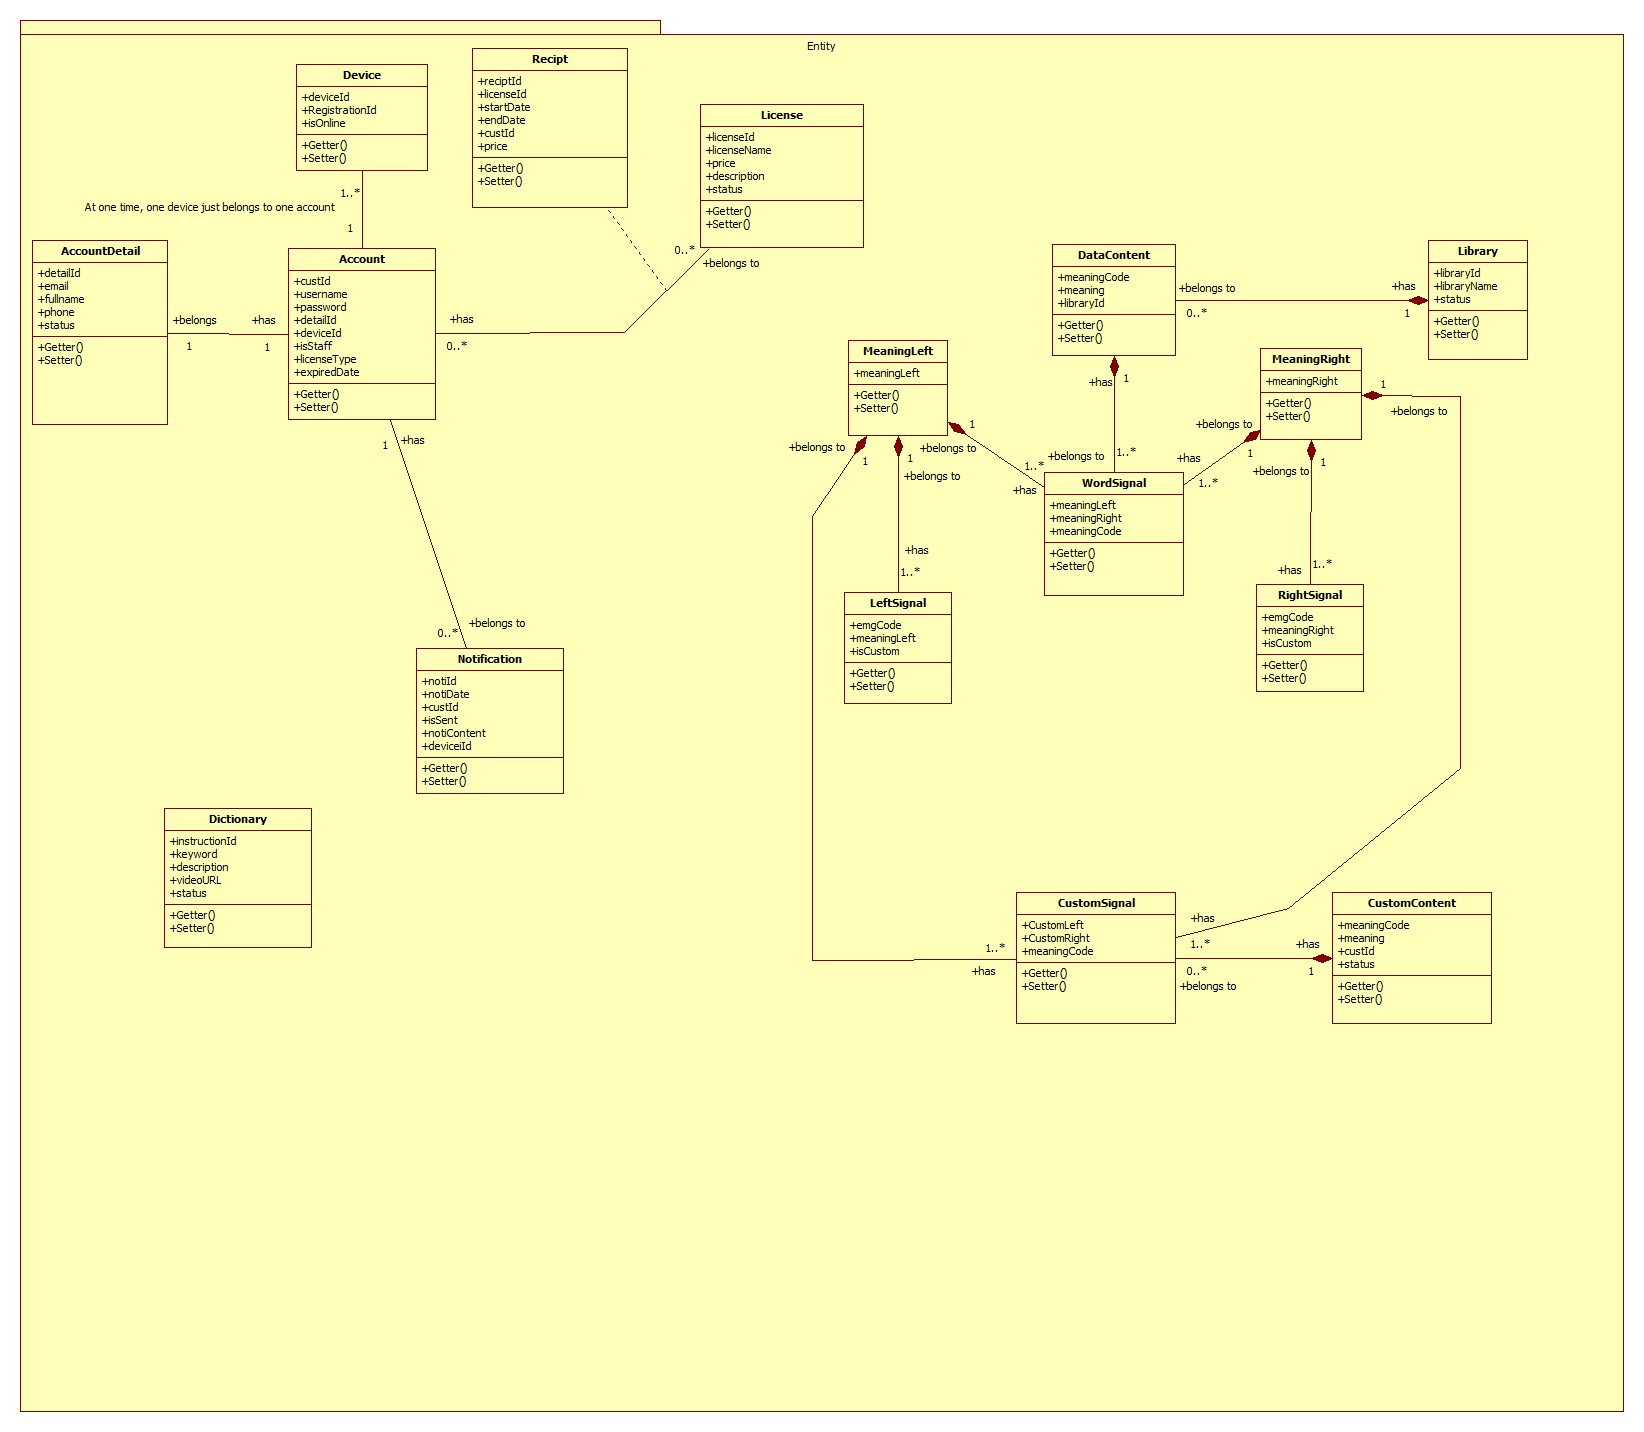 Entity
Device
+deviceId
+RegistrationId
+isOnline
+Getter()
+Setter()
Recipt
+reciptId
+licenseId
+startDate
+endDate
+custId
+price
+Getter()
+Setter()
License
+licenseId
+licenseName
+price
+description
+status
+Getter()
+Setter()
1..*
At one time, one device just belongs to one account
1
0..*
+belongs to
AccountDetail
+detailId
+email
+fullname
+phone
+status
+Getter()
+Setter()
+belongs
1
+has
1
Account
+custId
+username
+password
+detailId
+deviceId
+isStaff
+licenseType
+expiredDate
+Getter()
+Setter()
+has
0..*
1
+has
0..*
+belongs to
Notification
+notiId
+notiDate
+custId
+isSent
+notiContent
+deviceiId
+Getter()
+Setter()
Dictionary
+instructionId
+keyword
+description
+videoURL
+status
+Getter()
+Setter()
DataContent
+meaningCode
+meaning
+libraryId
+Getter()
+Setter()
+belongs to
0..*
+has
1
Library
+libraryId
+libraryName
+status
+Getter()
+Setter()
MeaningLeft
+meaningLeft
+Getter()
+Setter()
+has
1
MeaningRight
+meaningRight
+Getter()
+Setter()
1
+belongs to
+belongs to
1
1
+belongs to
1
+belongs to
1..*
+has
+belongs to
1..*
+has
1..*
+belongs to
1
+belongs to
1
WordSignal
+meaningLeft
+meaningRight
+meaningCode
+Getter()
+Setter()
+has
1..*
+has
1..*
LeftSignal
+emgCode
+meaningLeft
+isCustom
+Getter()
+Setter()
RightSignal
+emgCode
+meaningRight
+isCustom
+Getter()
+Setter()
1..*
+has
CustomSignal
+CustomLeft
+CustomRight
+meaningCode
+Getter()
+Setter()
+has
1..*
+has
1
0..*
+belongs to
CustomContent
+meaningCode
+meaning
+custId
+status
+Getter()
+Setter()